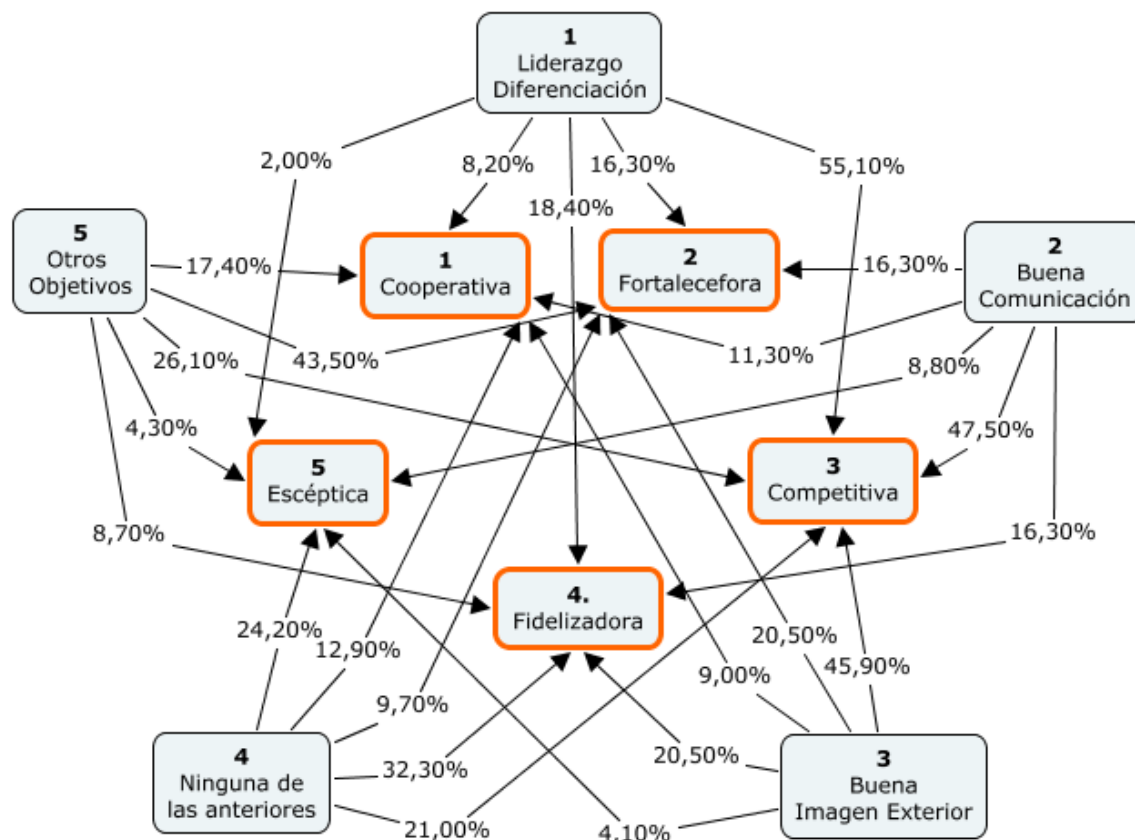 1
Liderazgo
Diferenciación
2,00%
8,20%
16,30%
55,10%
18,40%
5
Otros
Objetivos
17,40%
1
Cooperativa
2
Fortalecefora
16,30%
2
Buena
Comunicación
26,10%
43,50%
11,30%
8,80%
4,30%
47,50%
5
Escéptica
3
Competitiva
8,70%
16,30%
4.
Fidelizadora
24,20%
12,90%
20,50%
45,90%
9,00%
9,70%
4
Ninguna de
las anteriores
32,30%
20,50%
3
Buena
Imagen Exterior
21,00%
4,10%